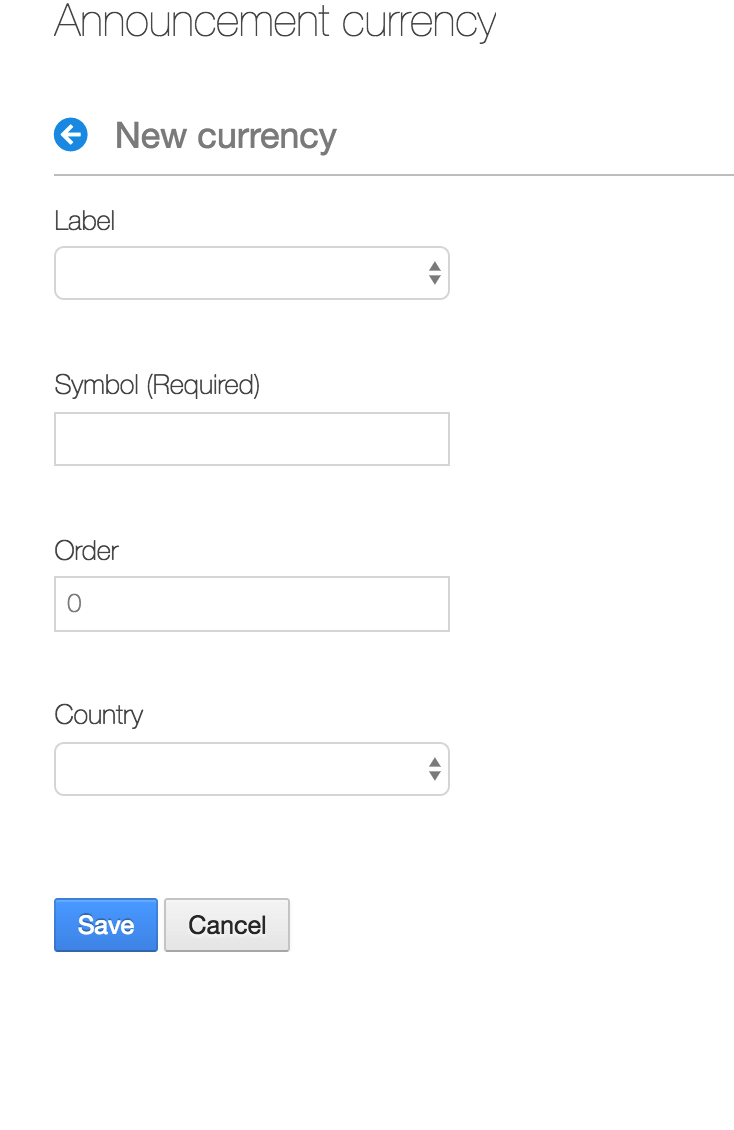 Announcement currency
New currency
Label
Symbol (Required)
Order
0
Country
Save Cancel